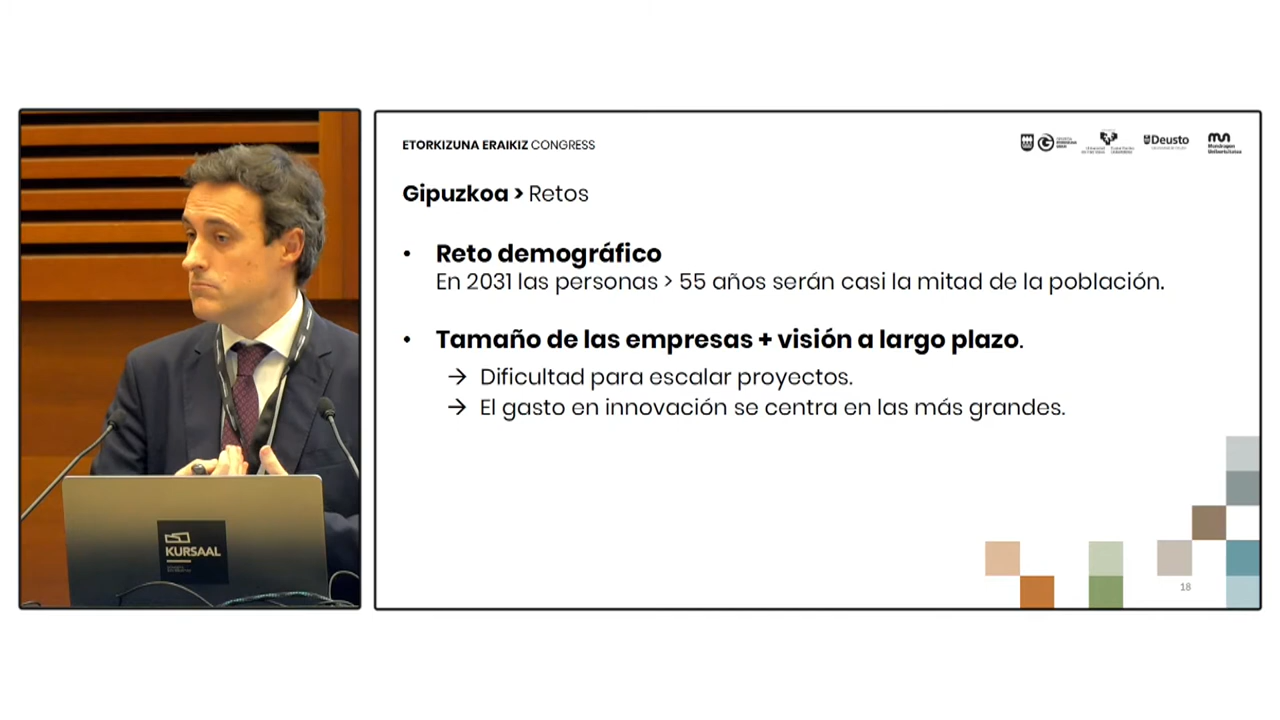 ETORKIZUNA ERAIKIZ CONGRESS
Deusto
Mondragon
Unibertsitatea
Gipuzkoa > Retos
• Reto demográfico
En 2031 las personas > 55 años serán casi la mitad de la población.
• Tamaño de las empresas + visión a largo plazo.
→ Dificultad para escalar proyectos.
→ El gasto en innovación se centra en las más grandes.
18
KURSAAL